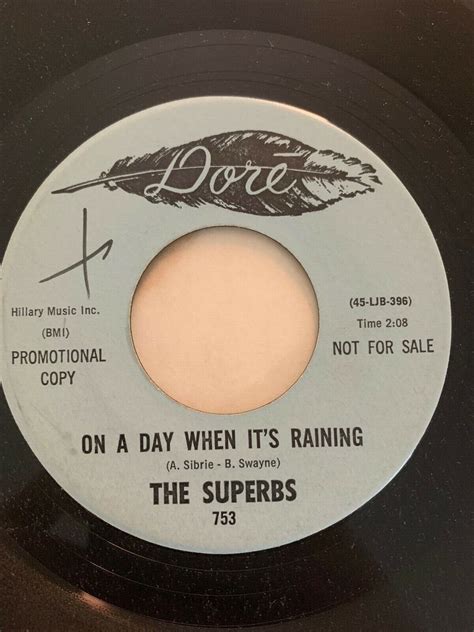 Doré
Hillary Music Inc.
(BMI)
PROMOTIONAL
COPY
(45-LJB-396)
Time 2:08
NOT FOR SALE
ON A DAY WHEN IT'S RAINING
(A. Sibrie - B. Swayne)
THE SUPERBS
753